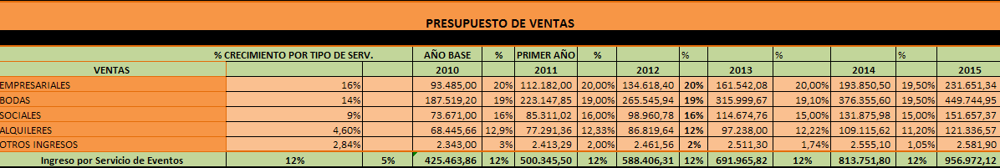 PRESUPUESTO DE VENTAS
% CRECIMIENTO POR TIPO DE SERV. AÑO BASE % PRIMER AÑO % % % %
VENTAS 2010 2011 2012 2013 2014 2015
EMPRESARIALES 16% 93.485,00 20% 112.182,00 20,00% 134.618,40 20% 161.542,08 20,00% 193.850,50 19,50% 231.651,34
BODAS 14% 187.519,20 19% 223.147,85 19,00% 265.545,94 19% 315.999,67 19,10% 376.355,60 19,50% 449.744,95
SOCIALES 9% 73.671,00 16% 85.311,02 16,00% 98.960,78 16% 114.674,76 15,00% 131.875,98 15,00% 151.657,37
ALQUILERES 4,60% 68.445,66 12,9% 77.291,36 12,33% 86.819,64 12% 97.238,00 12,22% 109.115,62 11,20% 121.336,57
OTROS INGRESOS 2,84% 2.343,00 3% 2.413,29 2,00% 2.461,56 2% 2.511,30 1,74% 2.555,10 1,05% 2.581,90
Ingreso por Servicio de Eventos 12% 5% 425.463,86 12% 500.345,50 12% 588.406,31 12% 691.965,82 12% 813.751,80 12% 956.972,12